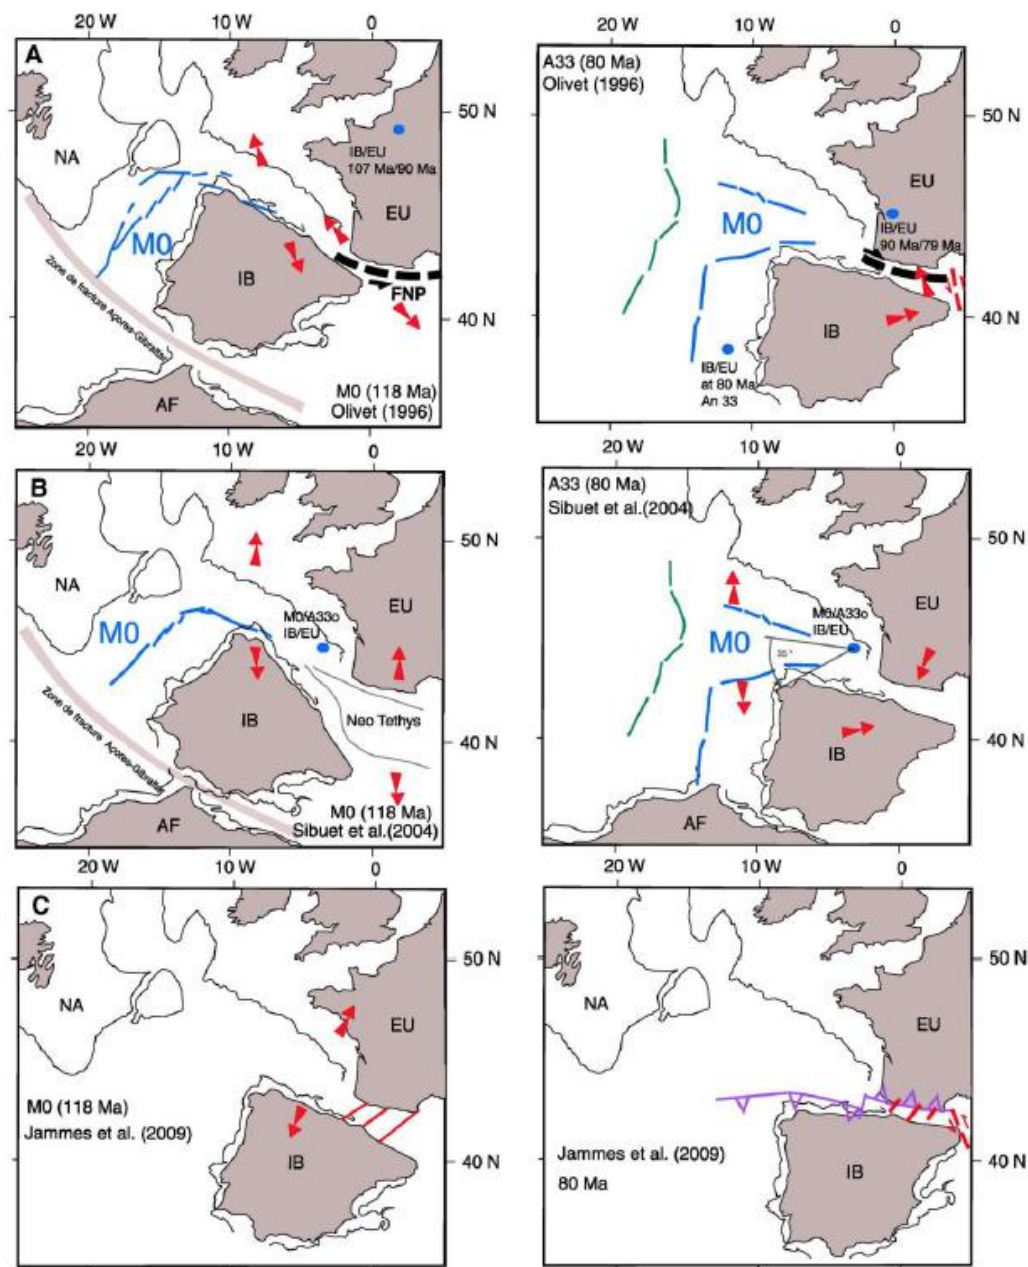 20 W
10 W
0
A
50 N
NA
IB/EU
107 Ma/90 Ma
EU
M0
IB
FNP
Zone de fracture Açores-Gibraltar
40 N
AF
M0 (118 Ma)
Olivet (1996)
20 W
10 W
0
A33 (80 Ma)
Olivet (1996)
50 N
EU
M0
IB/EU
90 Ma/79 Ma
IB
40 N
IB/EU
at 80 Ma
An 33
20 W
10 W
0
B
50 N
NA
EU
M0/A33o
IB/EU
M0
IB
Neo Tethys
Zone de fracture Açores-Gibraltar
40 N
M0 (118 Ma)
Sibuet et al.(2004)
AF
20 W
10 W
0
A33 (80 Ma)
Sibuet et al.(2004)
50 N
M0/A33o
IB/EU
EU
M0
35 °
IB
40 N
AF
20 W
10 W
0
C
50 N
NA
EU
M0 (118 Ma)
Jammes et al. (2009)
IB
40 N
20 W
10 W
0
50 N
EU
Jammes et al. (2009)
80 Ma
IB
40 N